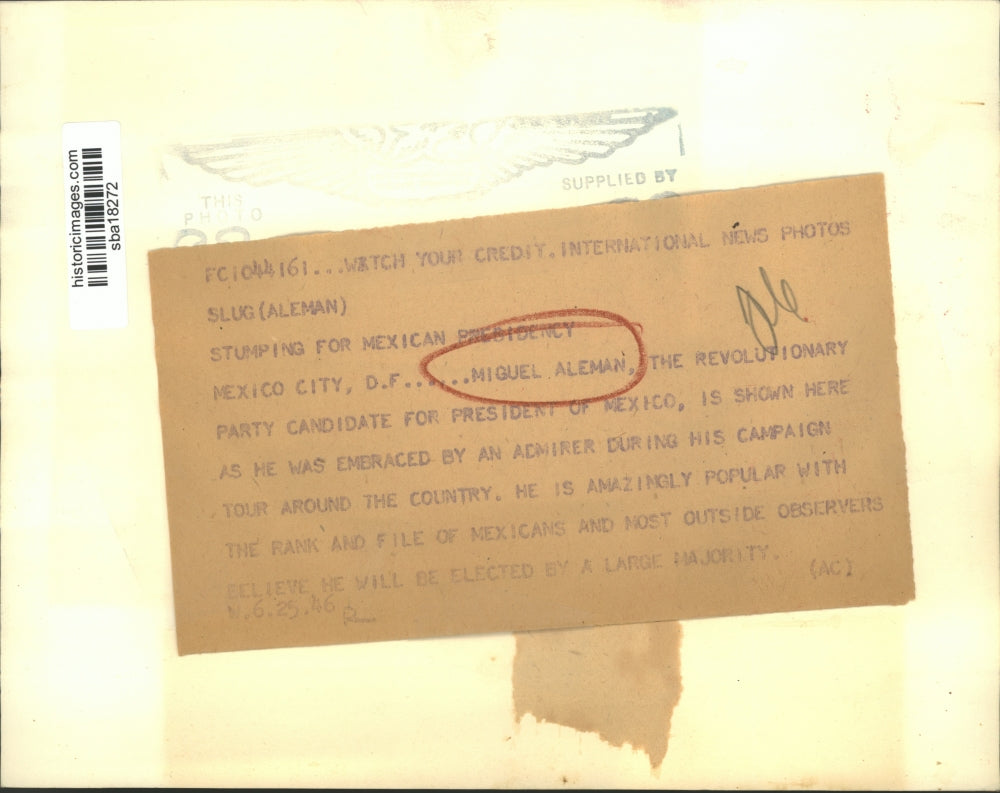 historicimages.com
sba18272
THIS
PHOTO
SUPPLIED BY
FC1044161...WATCH YOUR CREDIT.INTERNATIONAL NEWS PHOTOS
SLUG(ALEMAN)
STUMPING FOR MEXICAN PRESIDENCY
MEXICO CITY, D.F......MIGUEL ALEMAN, THE REVOLUTIONARY
PARTY CANDIDATE FOR PRESIDENT OF MEXICO, IS SHOWN HERE
AS HE WAS EMBRACED BY AN ADMIRER DURING HIS CAMPAIGN
TOUR AROUND THE COUNTRY. HE IS AMAZINGLY POPULAR WITH
THE RANK AND FILE OF MEXICANS AND MOST OUTSIDE OBSERVERS
BELIEVE HE WILL BE ELECTED BY A LARGE MAJORITY. (AC)
N.6.25.46